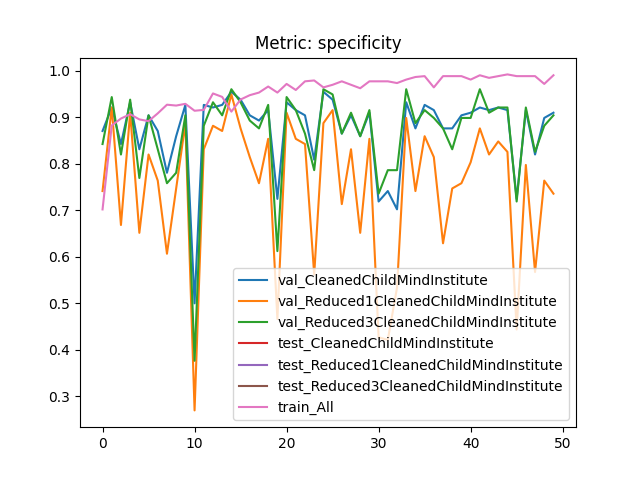 Metric: specificity
1.0
0.9
0.8
0.7
0.6
0.5
0.4
0.3
0 10 20 30 40 50
val_CleanedChildMindInstitute
val_Reduced1CleanedChildMindInstitute
val_Reduced3CleanedChildMindInstitute
test_CleanedChildMindInstitute
test_Reduced1CleanedChildMindInstitute
test_Reduced3CleanedChildMindInstitute
train_All